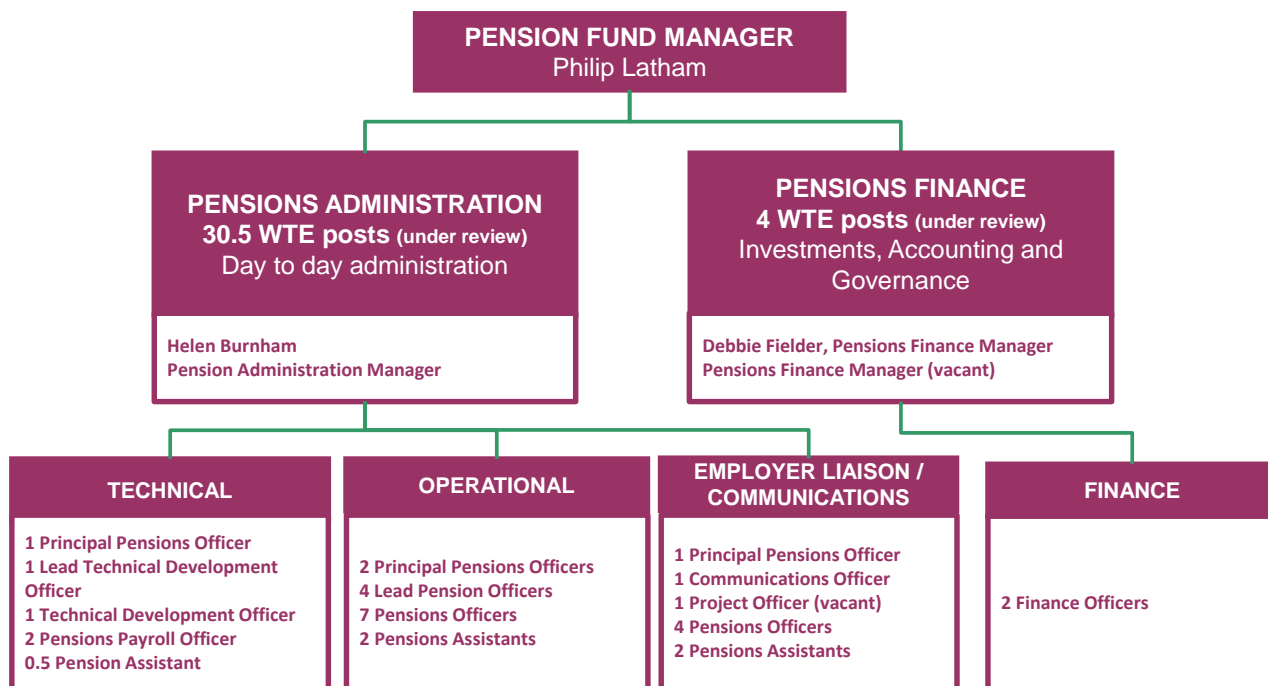 PENSION FUND MANAGER
Philip Latham
PENSIONS ADMINISTRATION
30.5 WTE posts (under review)
Day to day administration
Helen Burnham
Pension Administration Manager
PENSIONS FINANCE
4 WTE posts (under review)
Investments, Accounting and
Governance
Debbie Fielder, Pensions Finance Manager
Pensions Finance Manager (vacant)
TECHNICAL
1 Principal Pensions Officer
1 Lead Technical Development
Officer
1 Technical Development Officer
2 Pensions Payroll Officer
0.5 Pension Assistant
OPERATIONAL
2 Principal Pensions Officers
4 Lead Pension Officers
7 Pensions Officers
2 Pensions Assistants
EMPLOYER LIAISON /
COMMUNICATIONS
1 Principal Pensions Officer
1 Communications Officer
1 Project Officer (vacant)
4 Pensions Officers
2 Pensions Assistants
FINANCE
2 Finance Officers